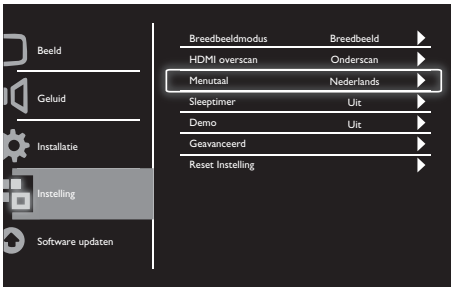 Beeld
Geluid
Installatie
Instelling
Software updaten
Breedbeeldmodus Breedbeeld
HDMI overscan Onderscan
Menutaal Nederlands
Sleeptimer Uit
Demo Uit
Geavanceerd
Reset Instelling